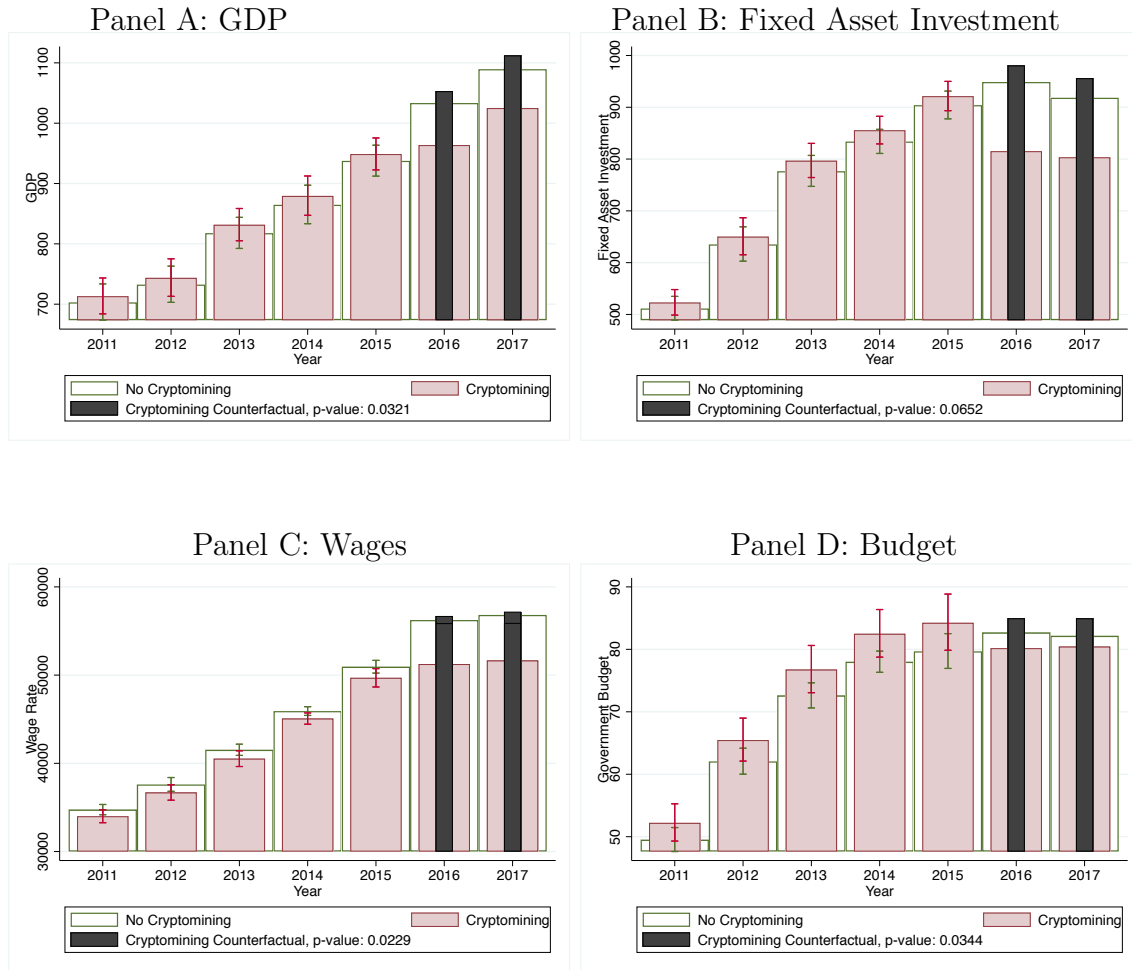 Panel A: GDP
GDP
1100
1000
900
800
700
2011 2012 2013 2014 2015 2016 2017
Year
No Cryptomining Cryptomining
Cryptomining Counterfactual, p-value: 0.0321
Panel B: Fixed Asset Investment
Fixed Asset Investment
1000
900
800
700
600
500
2011 2012 2013 2014 2015 2016 2017
Year
No Cryptomining Cryptomining
Cryptomining Counterfactual, p-value: 0.0652
Panel C: Wages
Wage Rate
60000
50000
40000
30000
2011 2012 2013 2014 2015 2016 2017
Year
No Cryptomining Cryptomining
Cryptomining Counterfactual, p-value: 0.0229
Panel D: Budget
Government Budget
90
80
70
60
50
2011 2012 2013 2014 2015 2016 2017
Year
No Cryptomining Cryptomining
Cryptomining Counterfactual, p-value: 0.0344